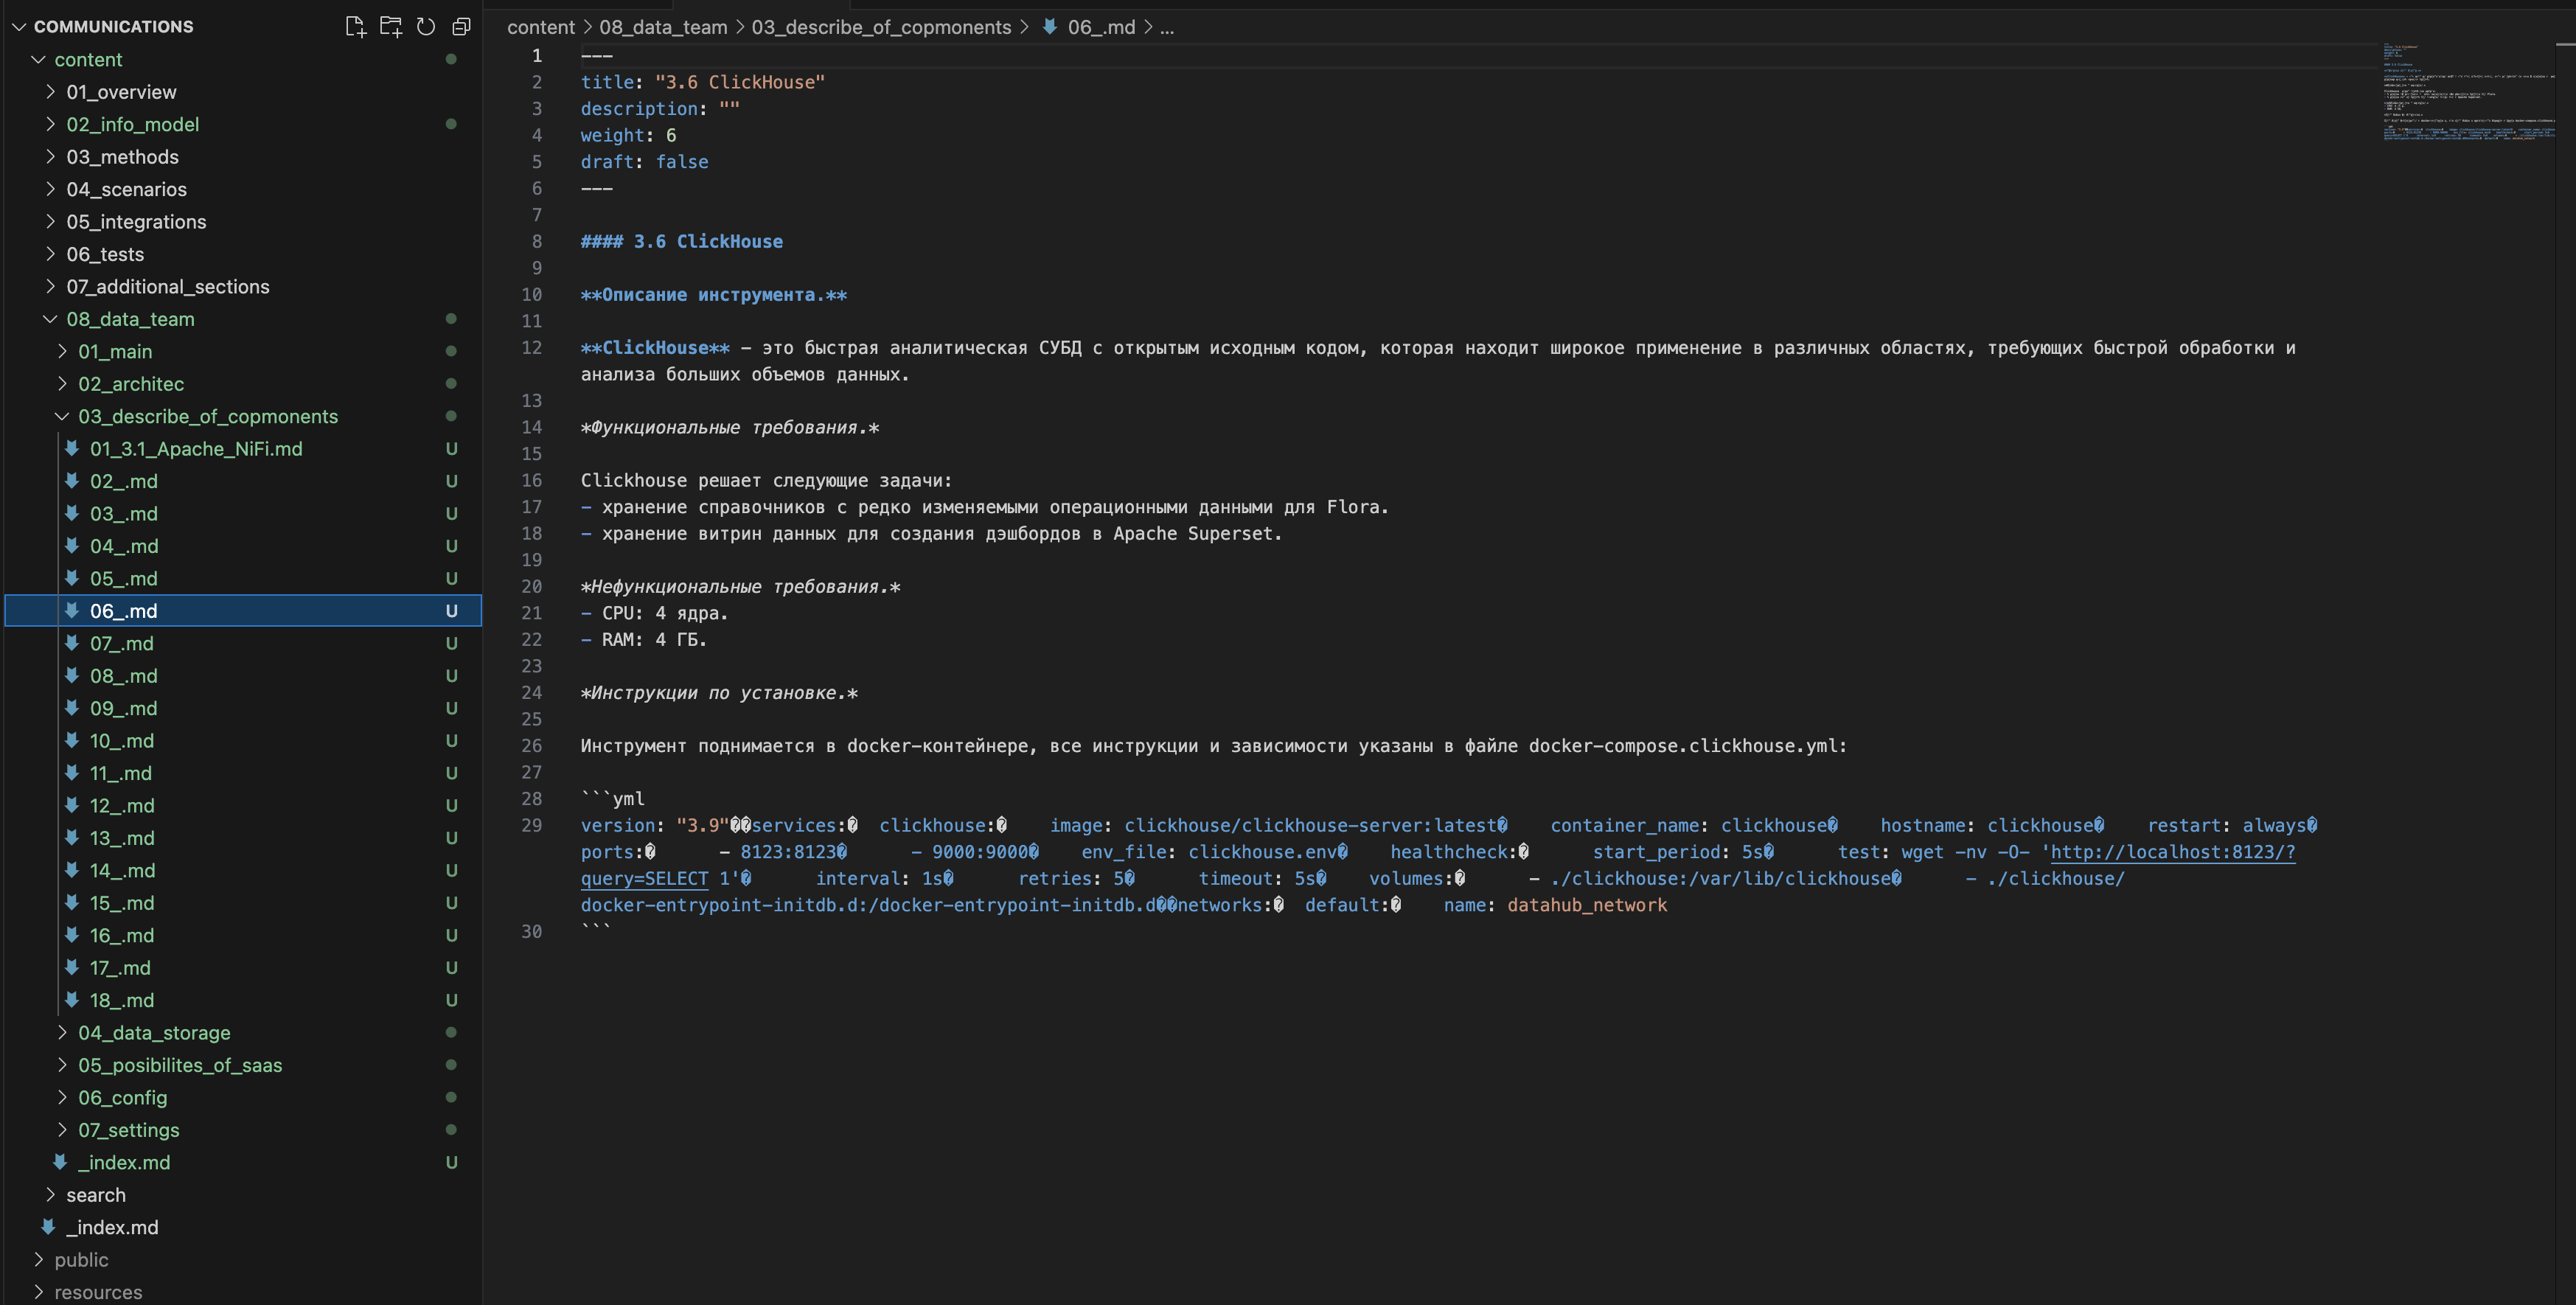 COMMUNICATIONS
content
01_overview
02_info_model
03_methods
04_scenarios
05_integrations
06_tests
07_additional_sections
08_data_team
01_main
02_architec
03_describe_of_copmonents
01_3.1_Apache_NiFi.md U
02_.md U
03_.md U
04_.md U
05_.md U
06_.md U
07_.md U
08_.md U
09_.md U
10_.md U
11_.md U
12_.md U
13_.md U
14_.md U
15_.md U
16_.md U
17_.md U
18_.md U
04_data_storage
05_posibilites_of_saas
06_config
07_settings
_index.md U
search
_index.md
public
resources
content > 08_data_team > 03_describe_of_copmonents > 06_.md > ...
1 ---
2 title: "3.6 ClickHouse"
3 description: ""
4 weight: 6
5 draft: false
6 ---
7
8 #### 3.6 ClickHouse
9
10 **Описание инструмента.**
11
12 **ClickHouse** – это быстрая аналитическая СУБД с открытым исходным кодом, которая находит широкое применение в различных областях, требующих быстрой обработки и
анализа больших объемов данных.
13
14 *Функциональные требования.*
15
16 Clickhouse решает следующие задачи:
17 - хранение справочников с редко изменяемыми операционными данными для Flora.
18 - хранение витрин данных для создания дэшбордов в Apache Superset.
19
20 *Нефункциональные требования.*
21 - CPU: 4 ядра.
22 - RAM: 4 ГБ.
23
24 *Инструкции по установке.*
25
26 Инструмент поднимается в docker-контейнере, все инструкции и зависимости указаны в файле docker-compose.clickhouse.yml:
27
28 ```yml
29 version: "3.9"��services:�  clickhouse:�    image: clickhouse/clickhouse-server:latest�    container_name: clickhouse�    hostname: clickhouse�    restart: always�
ports:�      - 8123:8123�      - 9000:9000�    env_file: clickhouse.env�    healthcheck:�      start_period: 5s�      test: wget -nv -O- 'http://localhost:8123/?
query=SELECT 1'�      interval: 1s�      retries: 5�      timeout: 5s�    volumes:�      - ./clickhouse:/var/lib/clickhouse�      - ./clickhouse/
docker-entrypoint-initdb.d:/docker-entrypoint-initdb.d��networks:�  default:�    name: datahub_network
30 ```